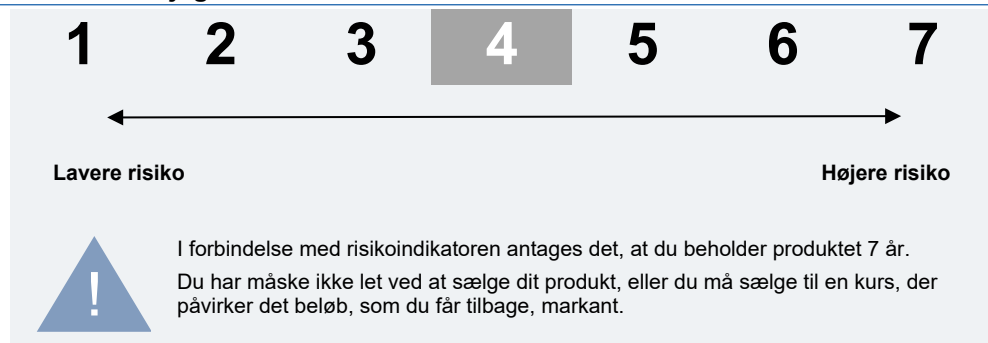 1 2 3 4 5 6 7
Lavere risiko Højere risiko
!
I forbindelse med risikoindikatoren antages det, at du beholder produktet 7 år.
Du har måske ikke let ved at sælge dit produkt, eller du må sælge til en kurs, der
påvirker det beløb, som du får tilbage, markant.